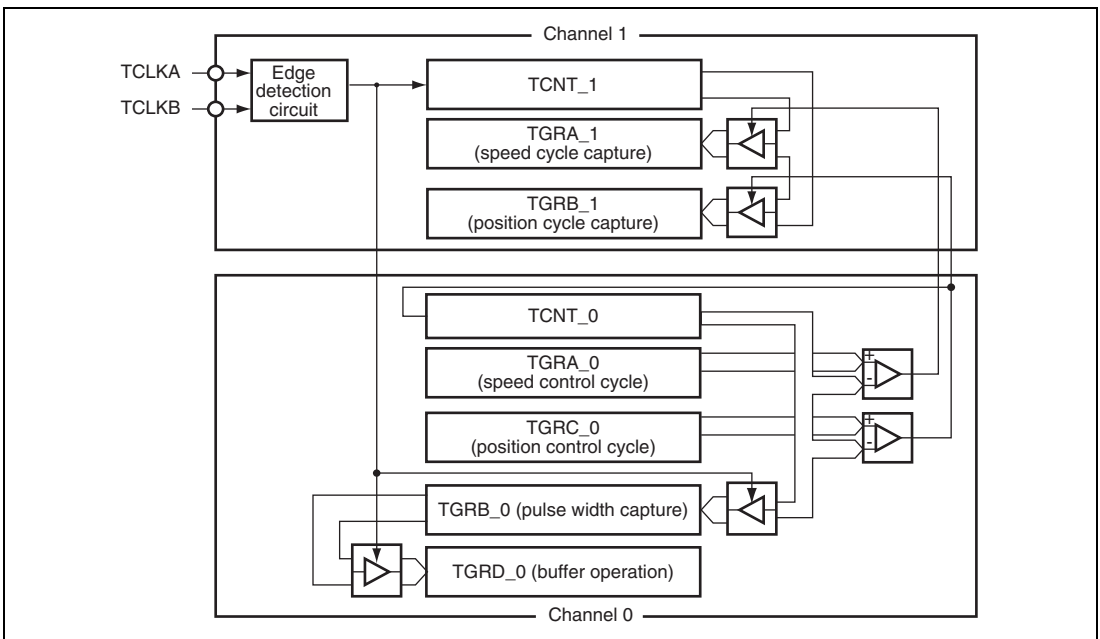 Channel 1
TCLKA
TCLKB
Edge
detection
circuit
TCNT_1
TGRA_1
(speed cycle capture)
TGRB_1
(position cycle capture)
TCNT_0
TGRA_0
(speed control cycle)
+
-
TGRC_0
(position control cycle)
+
-
TGRB_0 (pulse width capture)
TGRD_0 (buffer operation)
Channel 0